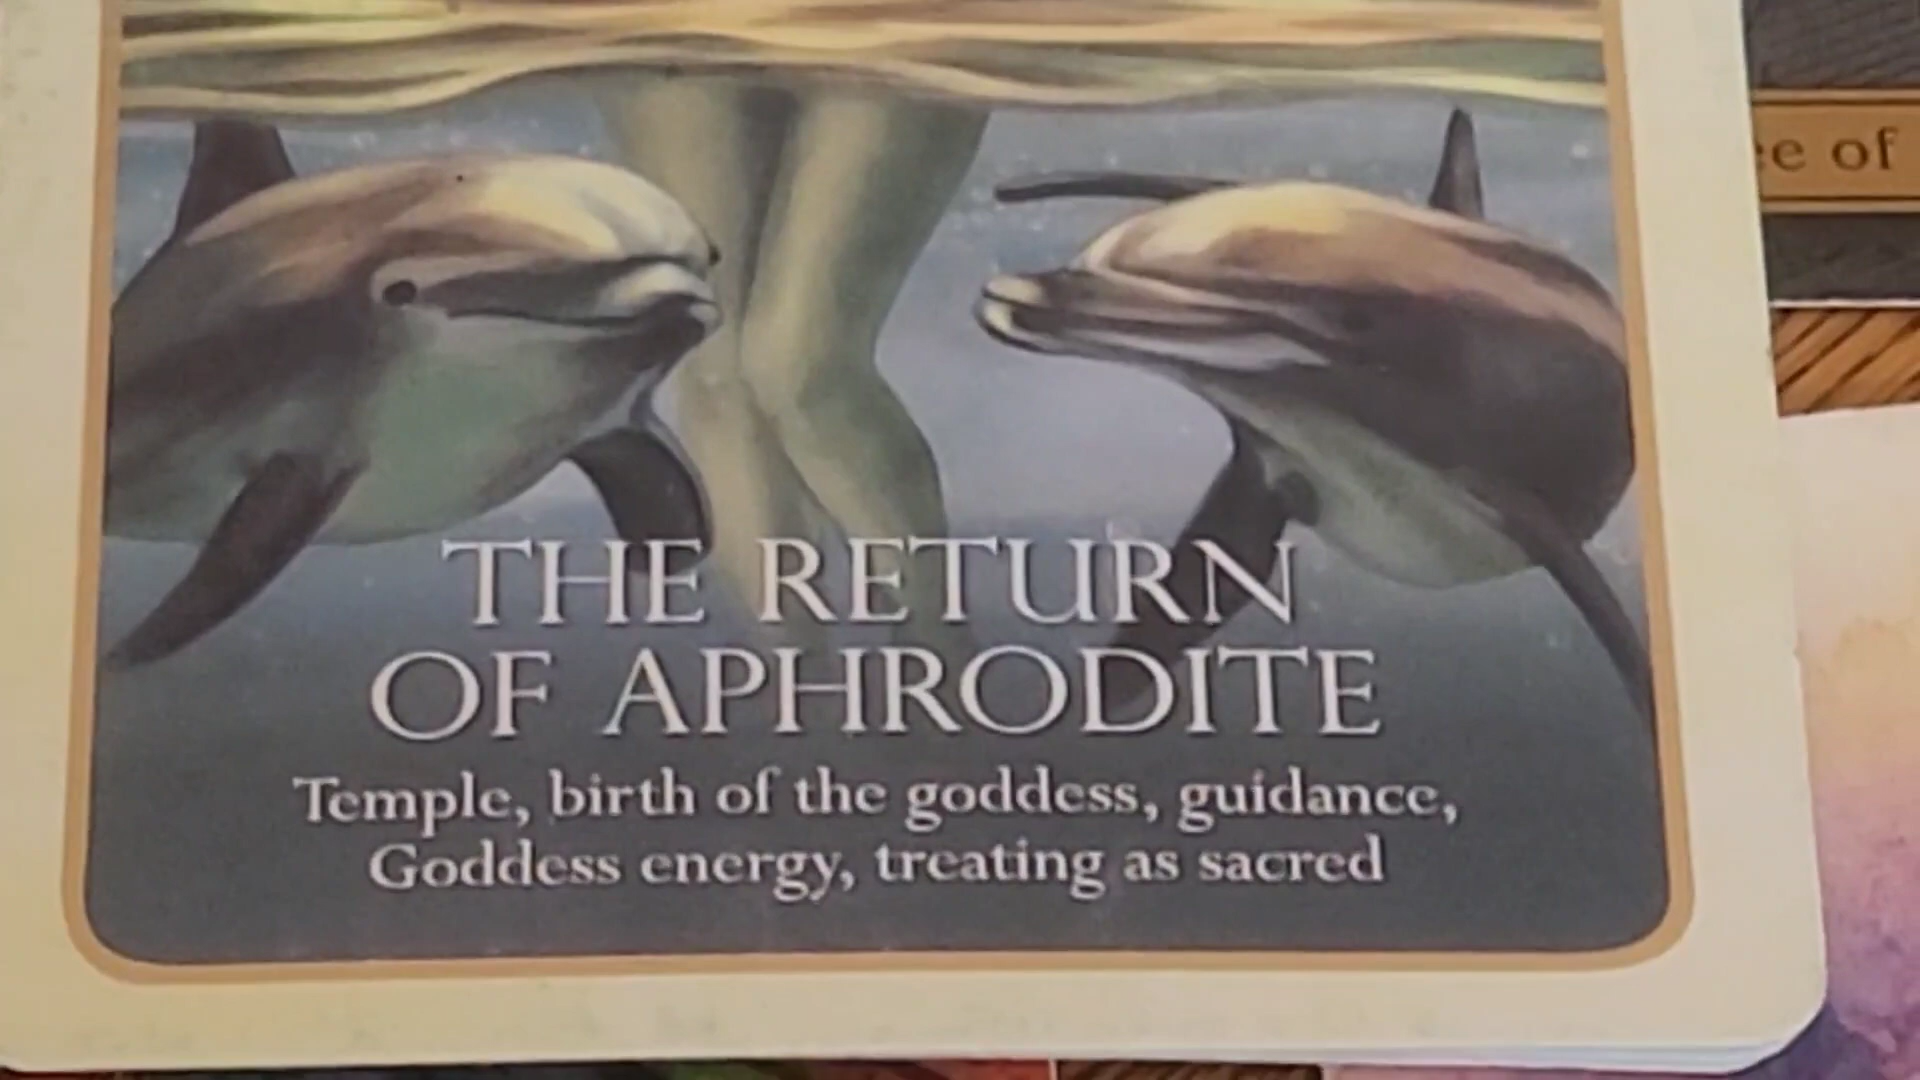 of
THE RETURN
OF APHRODITE
Temple, birth of the goddess, guidance,
Goddess energy, treating as sacred